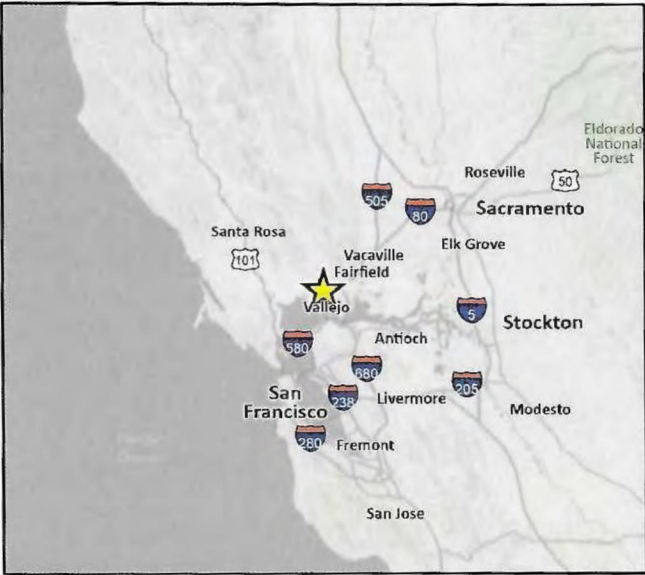 Eldorado
National
Forest
Roseville
50
505
80
Sacramento
Santa Rosa
101
Elk Grove
Vacaville
Fairfield
Vallejo
5
Stockton
580
Antioch
680
205
San
Francisco
238
Livermore
Modesto
280
Fremont
San Jose